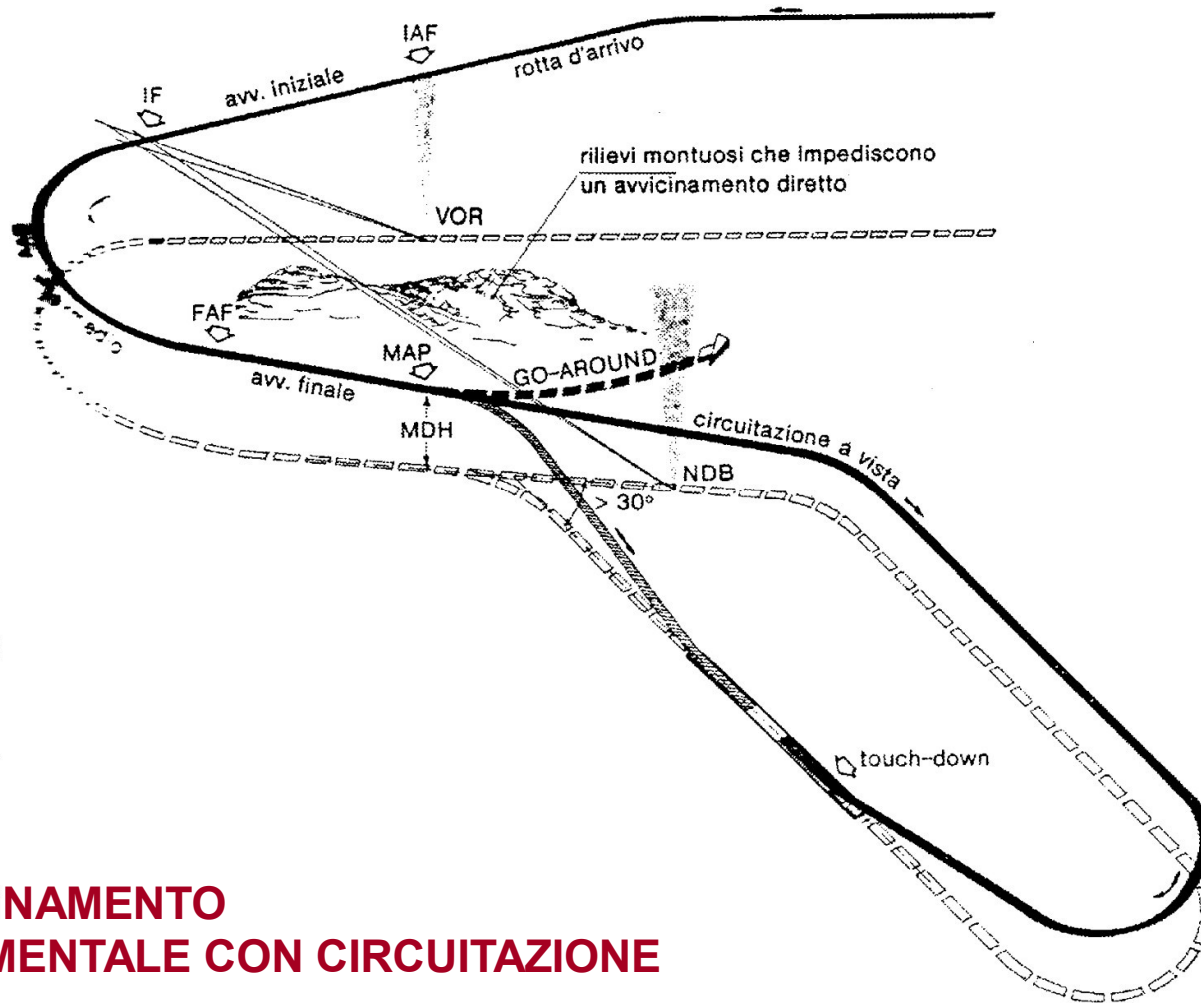 IAF
rotta d'arrivo
avv. iniziale
IF
rilievi montuosi che impediscono
un avvicinamento diretto
VOR
FAF
MAP
GO-AROUND
avv. finale
MDH
circuitazione a vista
NDB
> 30°
touch-down
NAMENTO
MENTALE CON CIRCUITAZIONE